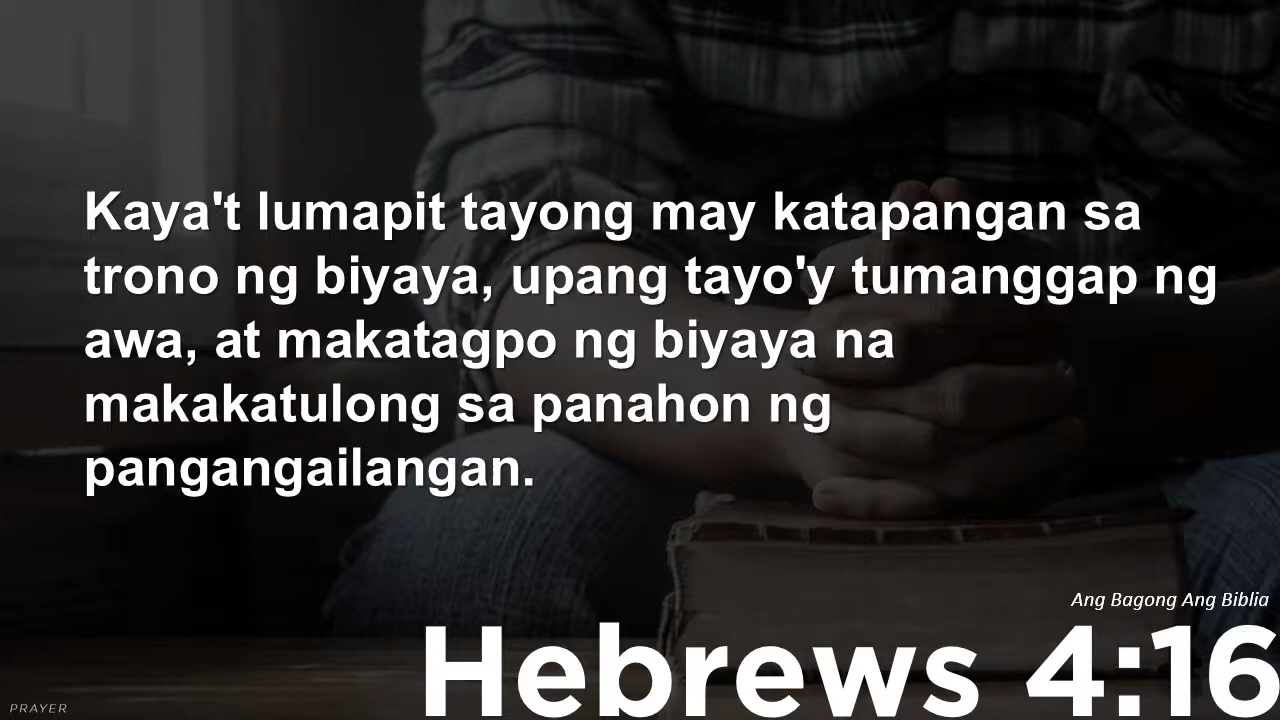 Kaya't lumapit tayong may katapangan sa
trono ng biyaya, upang tayo'y tumanggap ng
awa, at makatagpo ng biyaya na
makakatulong sa panahon ng
pangangailangan.
Ang Bagong Ang Biblia
Hebrews 4:16
PRAYER